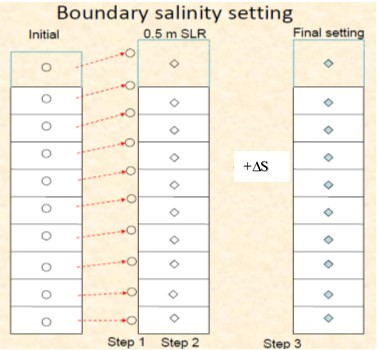 Boundary salinity setting
Initial 0.5 m SLR Final setting
+ΔS
Step 1 Step 2 Step 3